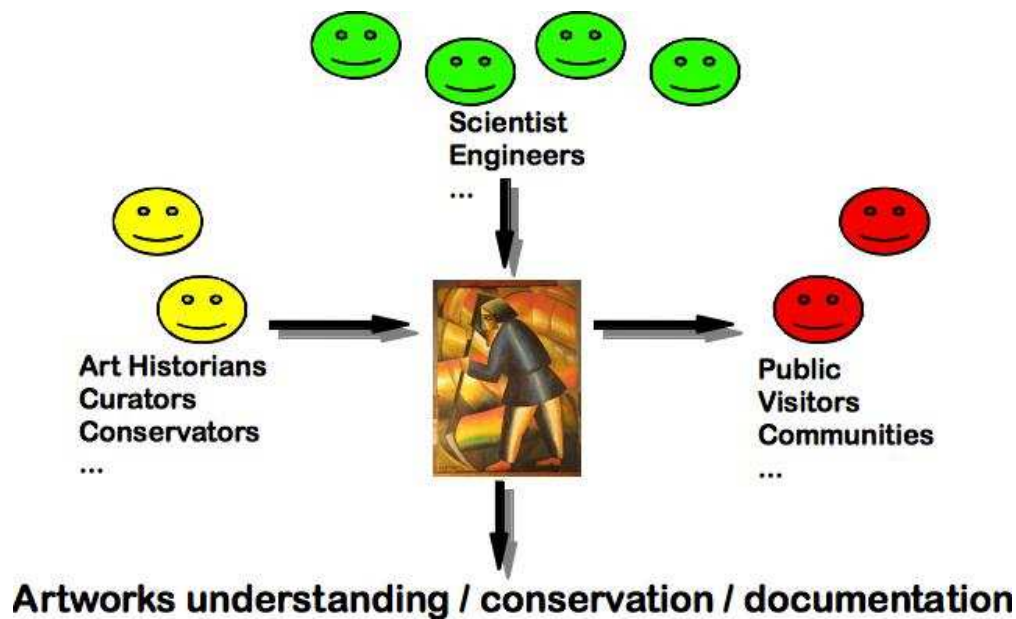 Scientist
Engineers
...
Art Historians
Curators
Conservators
...
Public
Visitors
Communities
...
Artworks understanding / conservation / documentation